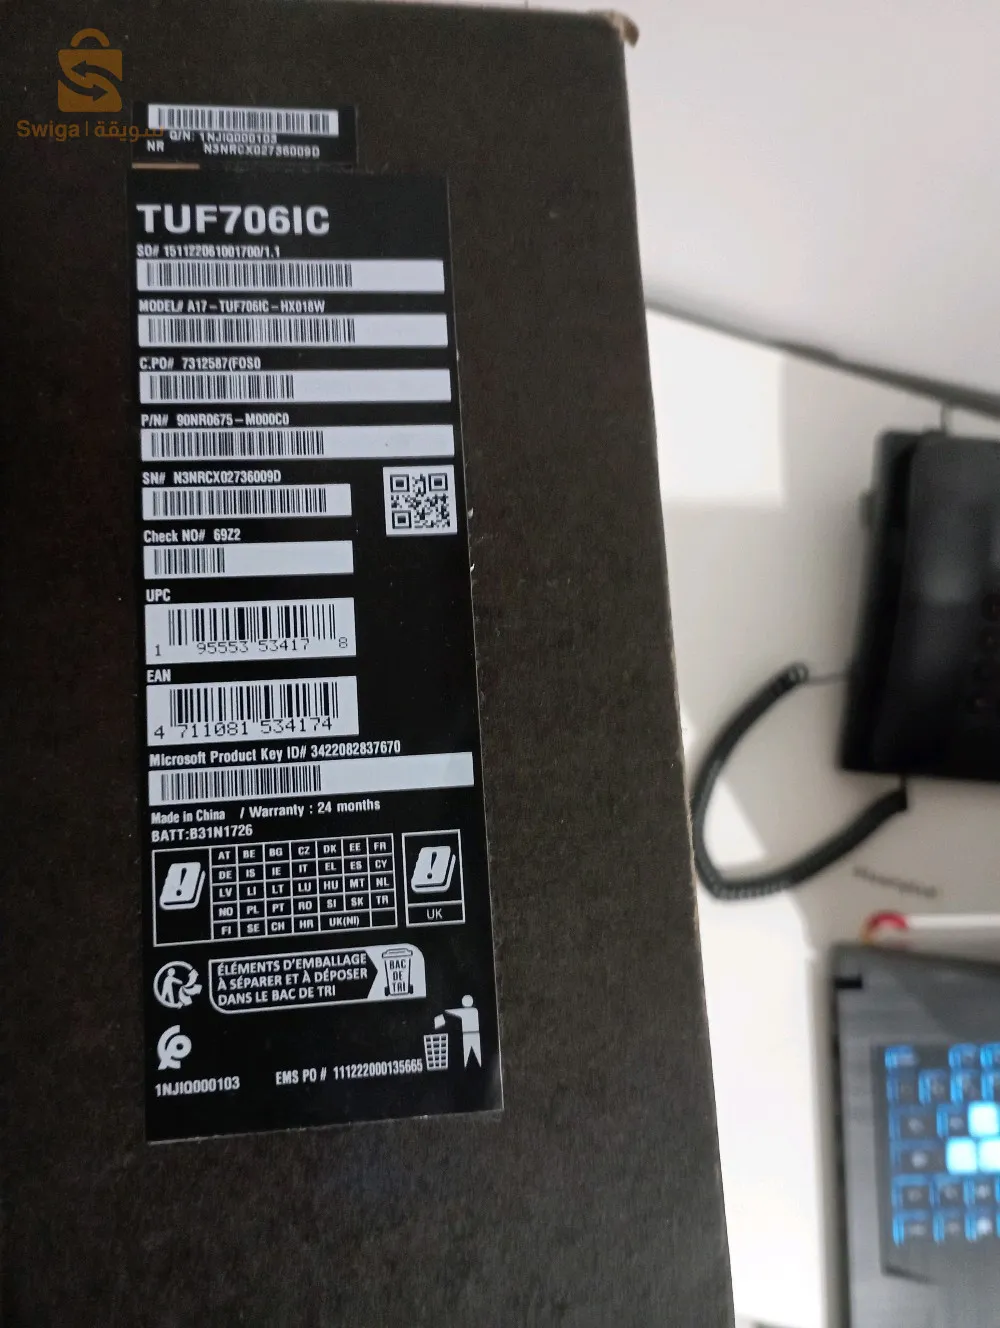 Swiga | سويقة
Q/N: 1NJIQ000103
NR N3NRCX02736009D
TUF706IC
SO# 151122061001700/1.1
MODEL# A17-TUF706IC-HX018W
C.PO# 7312587(FOSO
P/N# 90NR0675-M000C0
SN# N3NRCX02736009D
Check NO# 69Z2
UPC
1 95553 53417 8
EAN
4 711081 534174
Microsoft Product Key ID# 3422082837670
Made in China / Warranty : 24 months
BATT:B31N1726
AT BE BG CZ DK EE FR
DE IS IE IT EL ES CY
LV LI LT LU HU MT NL
NO PL PT RO SI SK TR
FI SE CH HR UK(NI)
UK
ÉLÉMENTS D'EMBALLAGE
À SÉPARER ET À DÉPOSER
DANS LE BAC DE TRI
BAC
DE
TRI
1NJIQ000103
EMS PO # 111222000135665